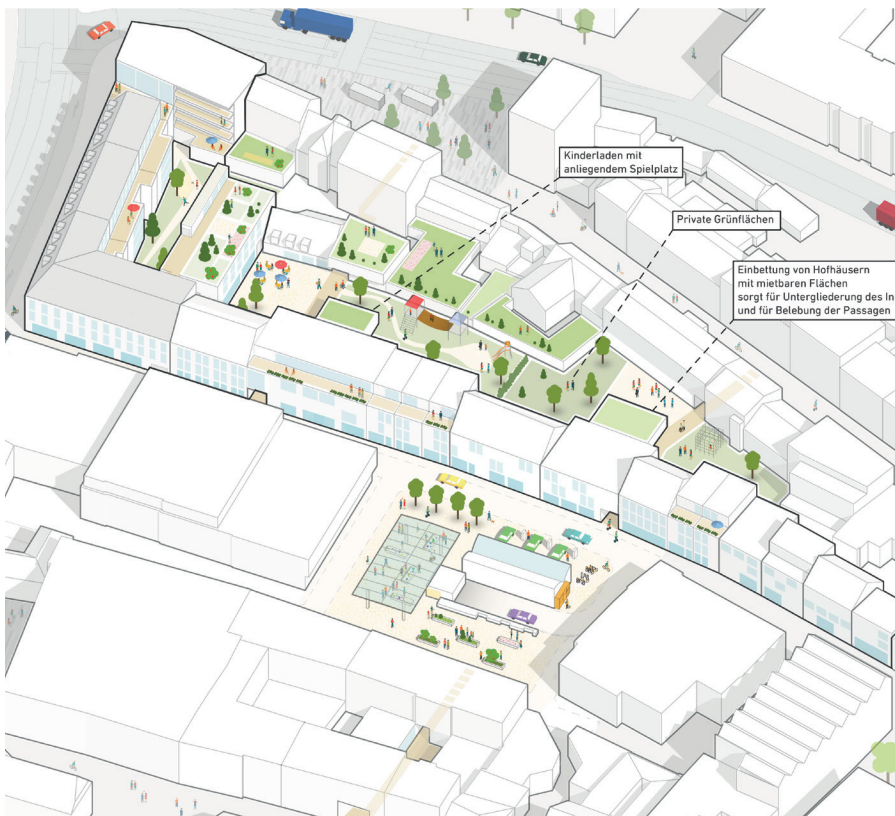 Kinderladen mit
anliegendem Spielplatz
Private Grünflächen
Einbettung von Hofhäusern
mit mietbaren Flächen
sorgt für Untergliederung des In
und für Belebung der Passagen